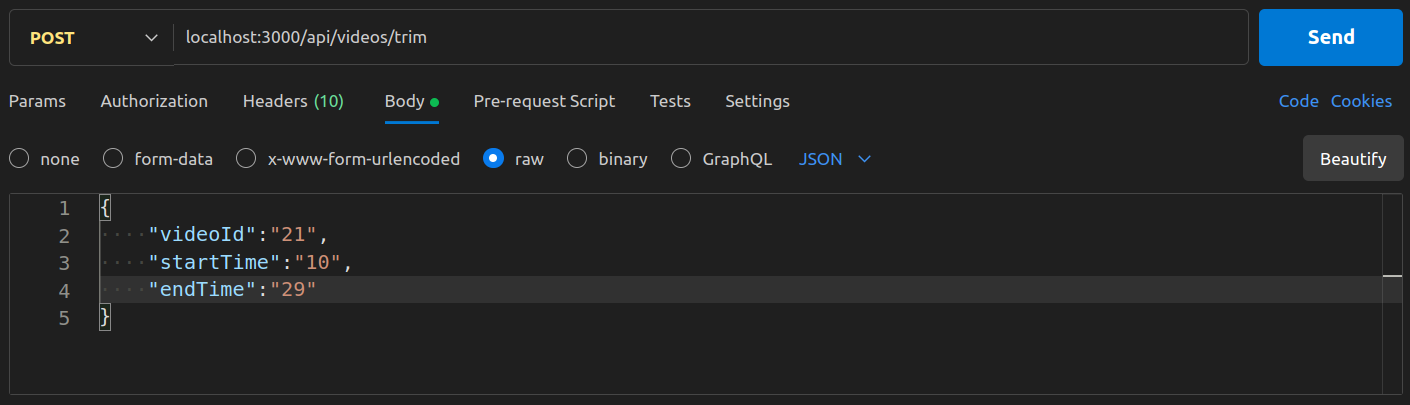 POST localhost:3000/api/videos/trim Send
Params Authorization Headers (10) Body Pre-request Script Tests Settings Code Cookies
none form-data x-www-form-urlencoded raw binary GraphQL JSON Beautify
1 {
2 "videoId":"21",
3 "startTime":"10",
4 "endTime":"29"
5 }